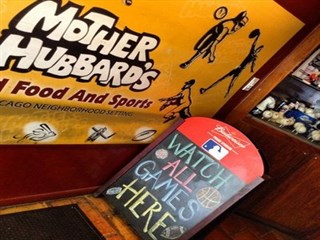 MOTHER
HUBBARD'S
d Food And Sports
CAGO NEIGHBORHOOD SETTING
Budweiser
WATCH
ALL
GAMES
HERE